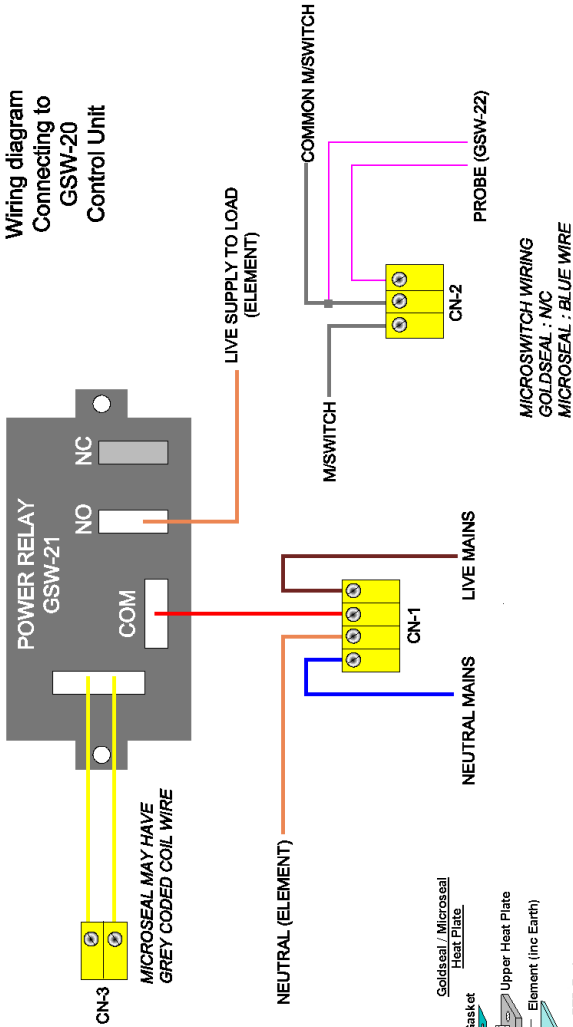 Wiring diagram
Connecting to
GSW-20
Control Unit
POWER RELAY
GSW-21
COM
NO
NC
LIVE SUPPLY TO LOAD
(ELEMENT)
CN-3
MICROSEAL MAY HAVE
GREY CODED COIL WIRE
NEUTRAL (ELEMENT)
NEUTRAL MAINS
CN-1
LIVE MAINS
M/SWITCH
COMMON M/SWITCH
CN-2
PROBE (GSW-22)
MICROSWITCH WIRING
GOLDSEAL : N/C
MICROSEAL : BLUE WIRE
Goldseal / Microseal
Heat Plate
Gasket
Upper Heat Plate
Element (inc Earth)